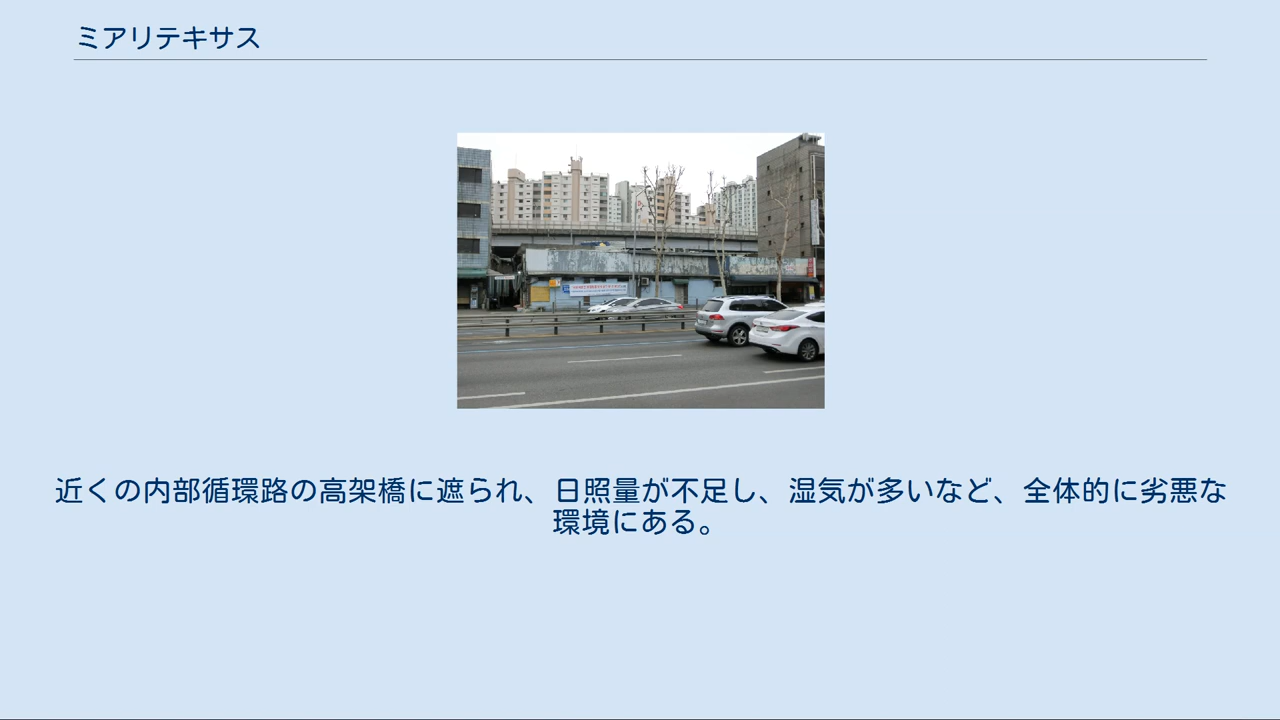 ミアリテキサス
近くの内部循環路の高架橋に遮られ、日照量が不足し、湿気が多いなど、全体的に劣悪な
環境にある。